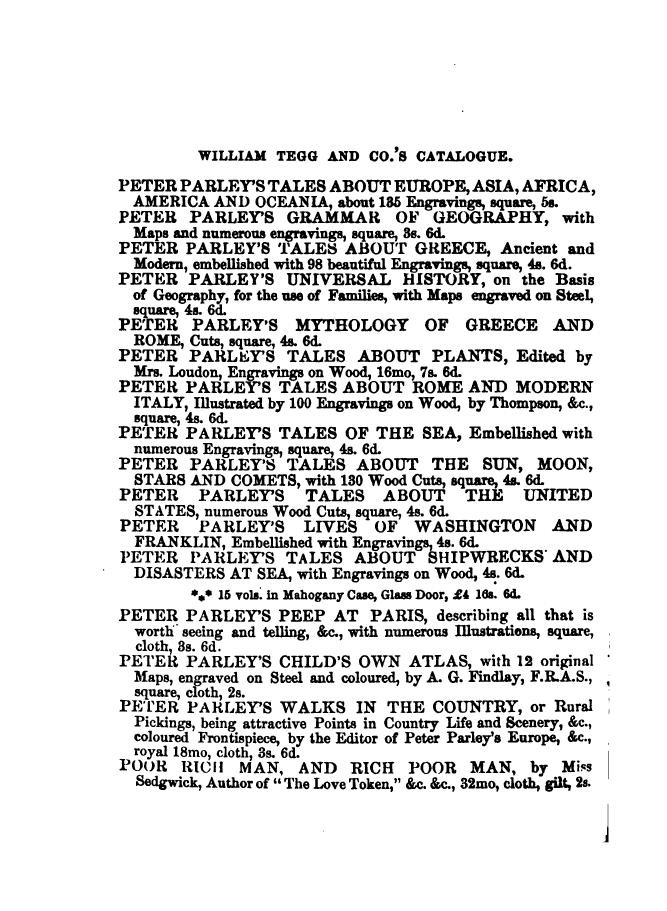 WILLIAM TEGG AND CO.'S CATALOGUE.
PETER PARLEY'S TALES ABOUT EUROPE, ASIA, AFRICA,
AMERICA AND OCEANIA, about 135 Engravings, square, 5s.
PETER PARLEY'S GRAMMAR OF GEOGRAPHY, with
Maps and numerous engravings, square, 3s. 6d.
PETER PARLEY'S TALES ABOUT GREECE, Ancient and
Modern, embellished with 98 beautiful Engravings, square, 4s. 6d.
PETER PARLEY'S UNIVERSAL HISTORY, on the Basis
of Geography, for the use of Families, with Maps engraved on Steel,
square, 4s. 6d.
PETER PARLEY'S MYTHOLOGY OF GREECE AND
ROME, Cuts, square, 4s. 6d.
PETER PARLEY'S TALES ABOUT PLANTS, Edited by
Mrs. Loudon, Engravings on Wood, 16mo, 7s. 6d.
PETER PARLEY'S TALES ABOUT ROME AND MODERN
ITALY, Illustrated by 100 Engravings on Wood, by Thompson, &c.,
square, 4s. 6d.
PETER PARLEY'S TALES OF THE SEA, Embellished with
numerous Engravings, square, 4s. 6d.
PETER PARLEY'S TALES ABOUT THE SUN, MOON,
STARS AND COMETS, with 130 Wood Cuts, square, 4s. 6d.
PETER PARLEY'S TALES ABOUT THE UNITED
STATES, numerous Wood Cuts, square, 4s. 6d.
PETER PARLEY'S LIVES OF WASHINGTON AND
FRANKLIN, Embellished with Engravings, 4s. 6d.
PETER PARLEY'S TALES ABOUT SHIPWRECKS AND
DISASTERS AT SEA, with Engravings on Wood, 4s. 6d.
*⁎* 15 vols. in Mahogany Case, Glass Door, £4 16s. 6d.
PETER PARLEY'S PEEP AT PARIS, describing all that is
worth seeing and telling, &c., with numerous Illustrations, square,
cloth, 3s. 6d.
PETER PARLEY'S CHILD'S OWN ATLAS, with 12 original
Maps, engraved on Steel and coloured, by A. G. Findlay, F.R.A.S.,
square, cloth, 2s.
PETER PARLEY'S WALKS IN THE COUNTRY, or Rural
Pickings, being attractive Points in Country Life and Scenery, &c.,
coloured Frontispiece, by the Editor of Peter Parley's Europe, &c.,
royal 18mo, cloth, 3s. 6d.
POOR RICH MAN, AND RICH POOR MAN, by Miss
Sedgwick, Author of "The Love Token," &c. &c., 32mo, cloth, gilt, 2s.